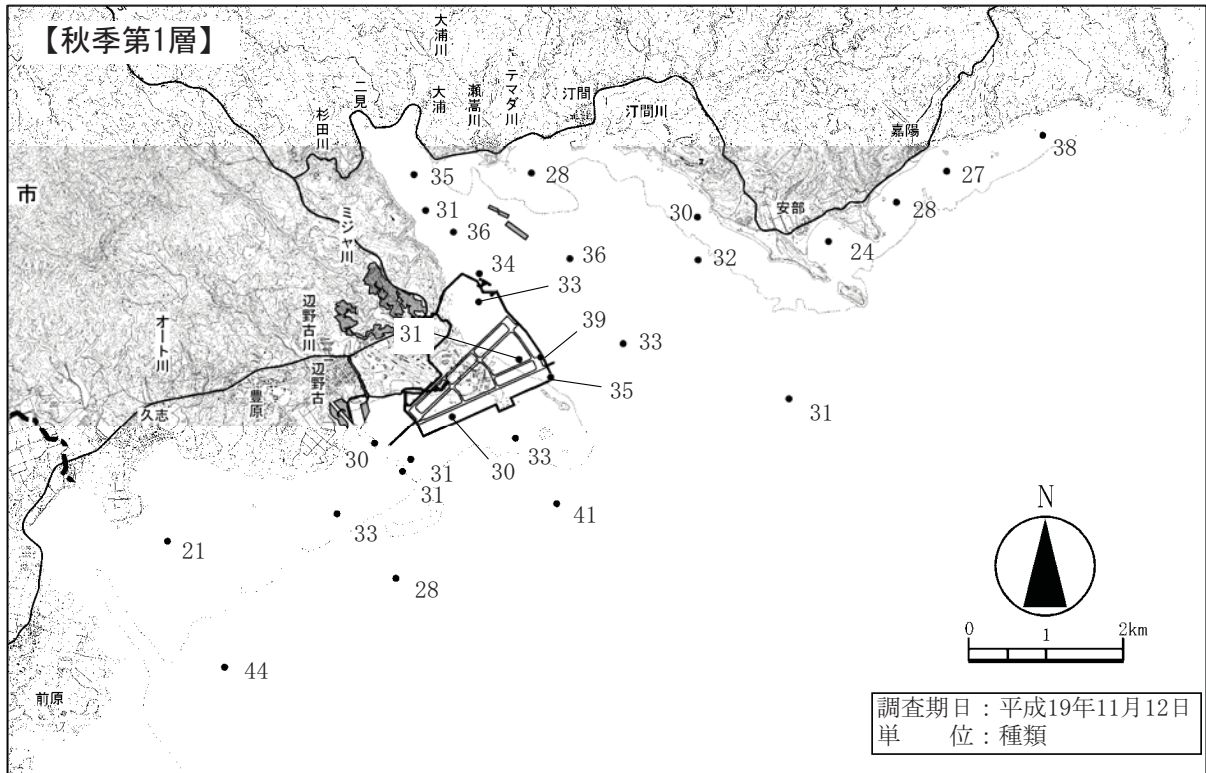 【秋季第1層】
大浦川
テマダ川
瀬嵩川
大浦
二見
杉田川
汀間
汀間川
嘉陽
38
27
28
安部
24
市
35
28
31
36
30
32
36
ミジャ川
34
33
辺野古川
31
39
33
オート川
35
31
辺野古
豊原
久志
30
31
31
30
33
41
33
21
28
44
前原
N
0 1 2km
調査期日：平成19年11月12日
単　　位：種類